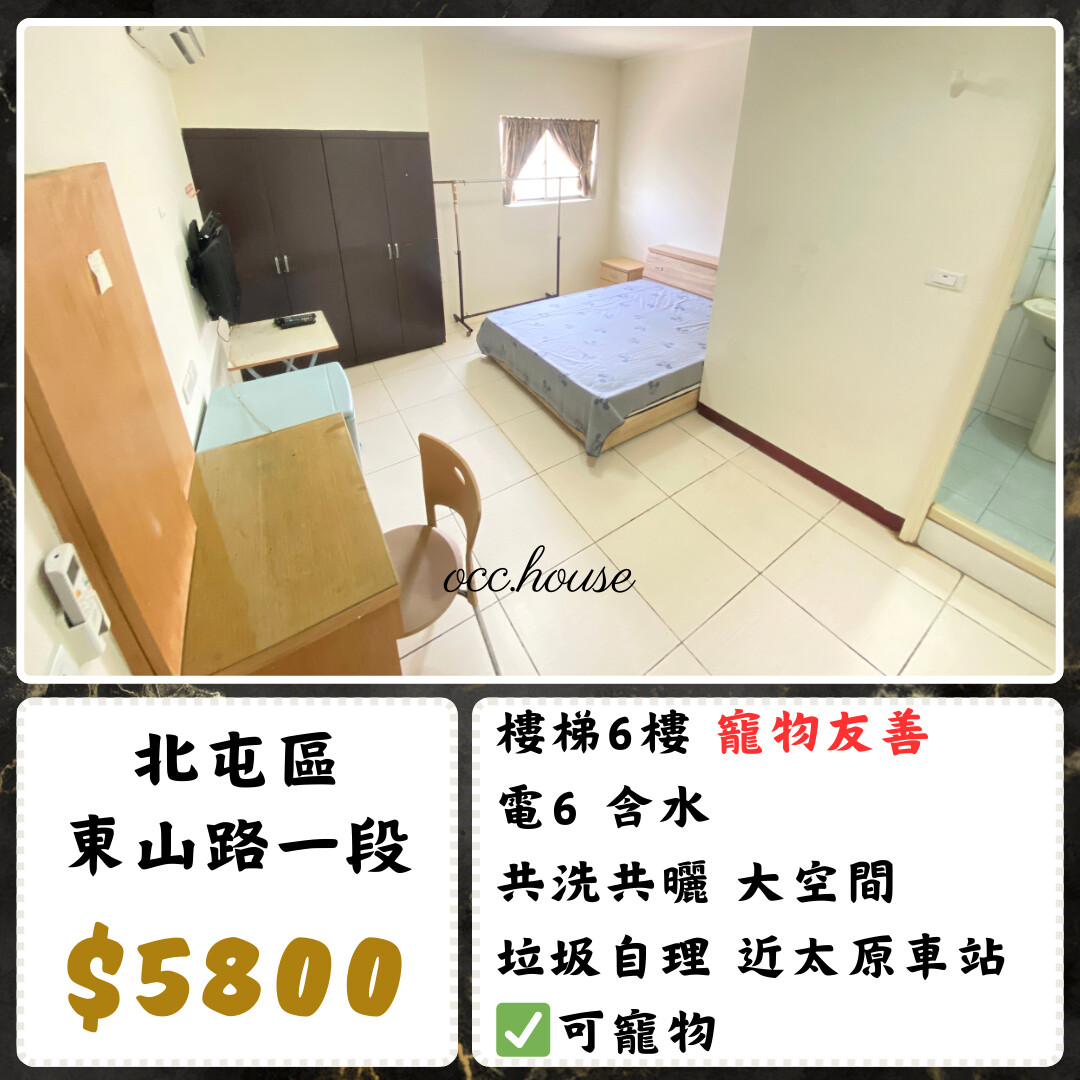 occ.house
北屯區
東山路一段
$5800
樓梯6樓 寵物友善
電6 含水
共洗共曬 大空間
垃圾自理 近太原車站
✅可寵物